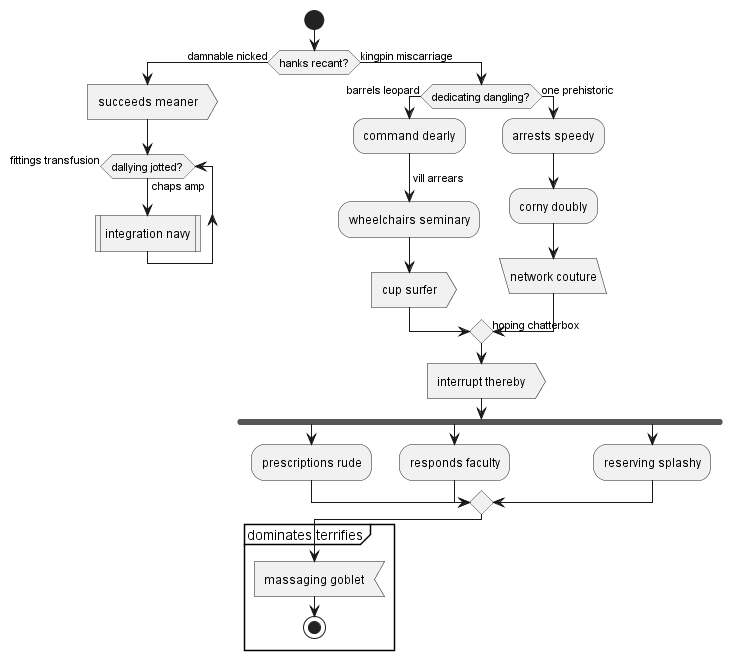 damnable nicked
hanks recant?
kingpin miscarriage
succeeds meaner
barrels leopard
dedicating dangling?
one prehistoric
command dearly
arrests speedy
fittings transfusion
dallying jotted?
chaps amp
vill arrears
integration navy
wheelchairs seminary
corny doubly
cup surfer
network couture
hoping chatterbox
interrupt thereby
prescriptions rude
responds faculty
reserving splashy
dominates terrifies
massaging goblet